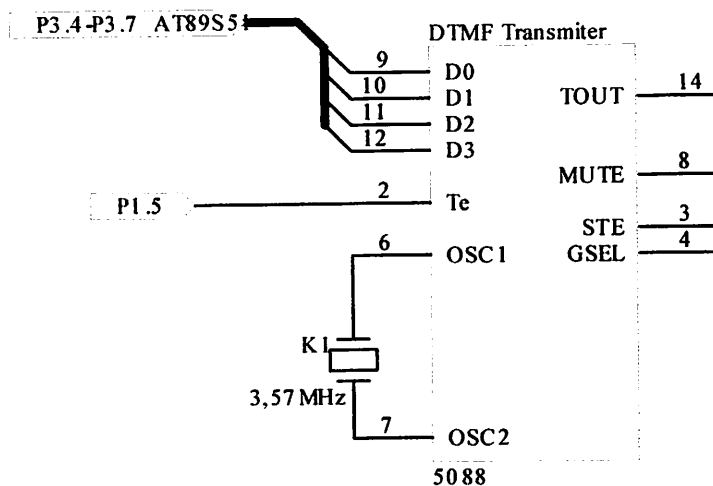 P3.4-P3.7 AT89S51
DTMF Transmiter
9
D0
10
D1
11
D2
12
D3
TOUT
14
MUTE
8
P1.5
2
Te
STE
3
GSEL
4
6
OSC1
K1
3,57 MHz
7
OSC2
5088